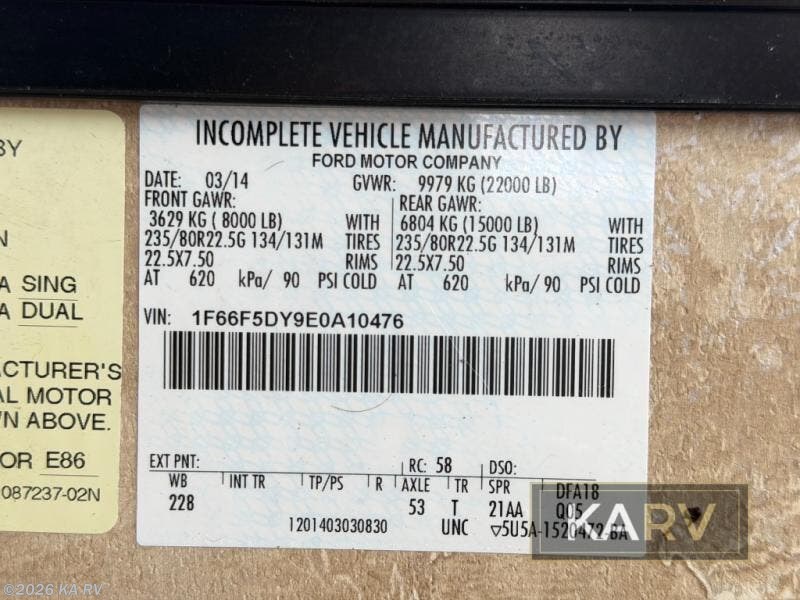 BY
N
A SING
A DUAL
ACTURER'S
AL MOTOR
N ABOVE.
OR E86
087237-02N
INCOMPLETE VEHICLE MANUFACTURED BY
FORD MOTOR COMPANY
DATE: 03/14 GVWR: 9979 KG (22000 LB)
FRONT GAWR: REAR GAWR:
3629 KG ( 8000 LB) WITH 6804 KG (15000 LB) WITH
235/80R22.5G 134/131M TIRES 235/80R22.5G 134/131M TIRES
22.5X7.50 RIMS 22.5X7.50 RIMS
AT 620 kPa/ 90 PSI COLD AT 620 kPa/ 90 PSI COLD
VIN: 1F66F5DY9E0A10476
EXT PNT: RC: 58 DSO:
WB INT TR TP/PS R AXLE TR SPR DFA18
228 53 T 21AA Q05
1201403030830 UNC ▽5U5A-1520472-BA
KARV
©2026 KA RV